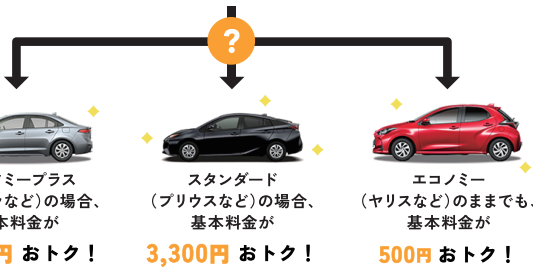 ?
ミープラス
など）の場合、
本料金が
円 おトク！
スタンダード
（プリウスなど）の場合、
基本料金が
3,300円 おトク！
エコノミー
（ヤリスなど）のままでも、
基本料金が
500円 おトク！